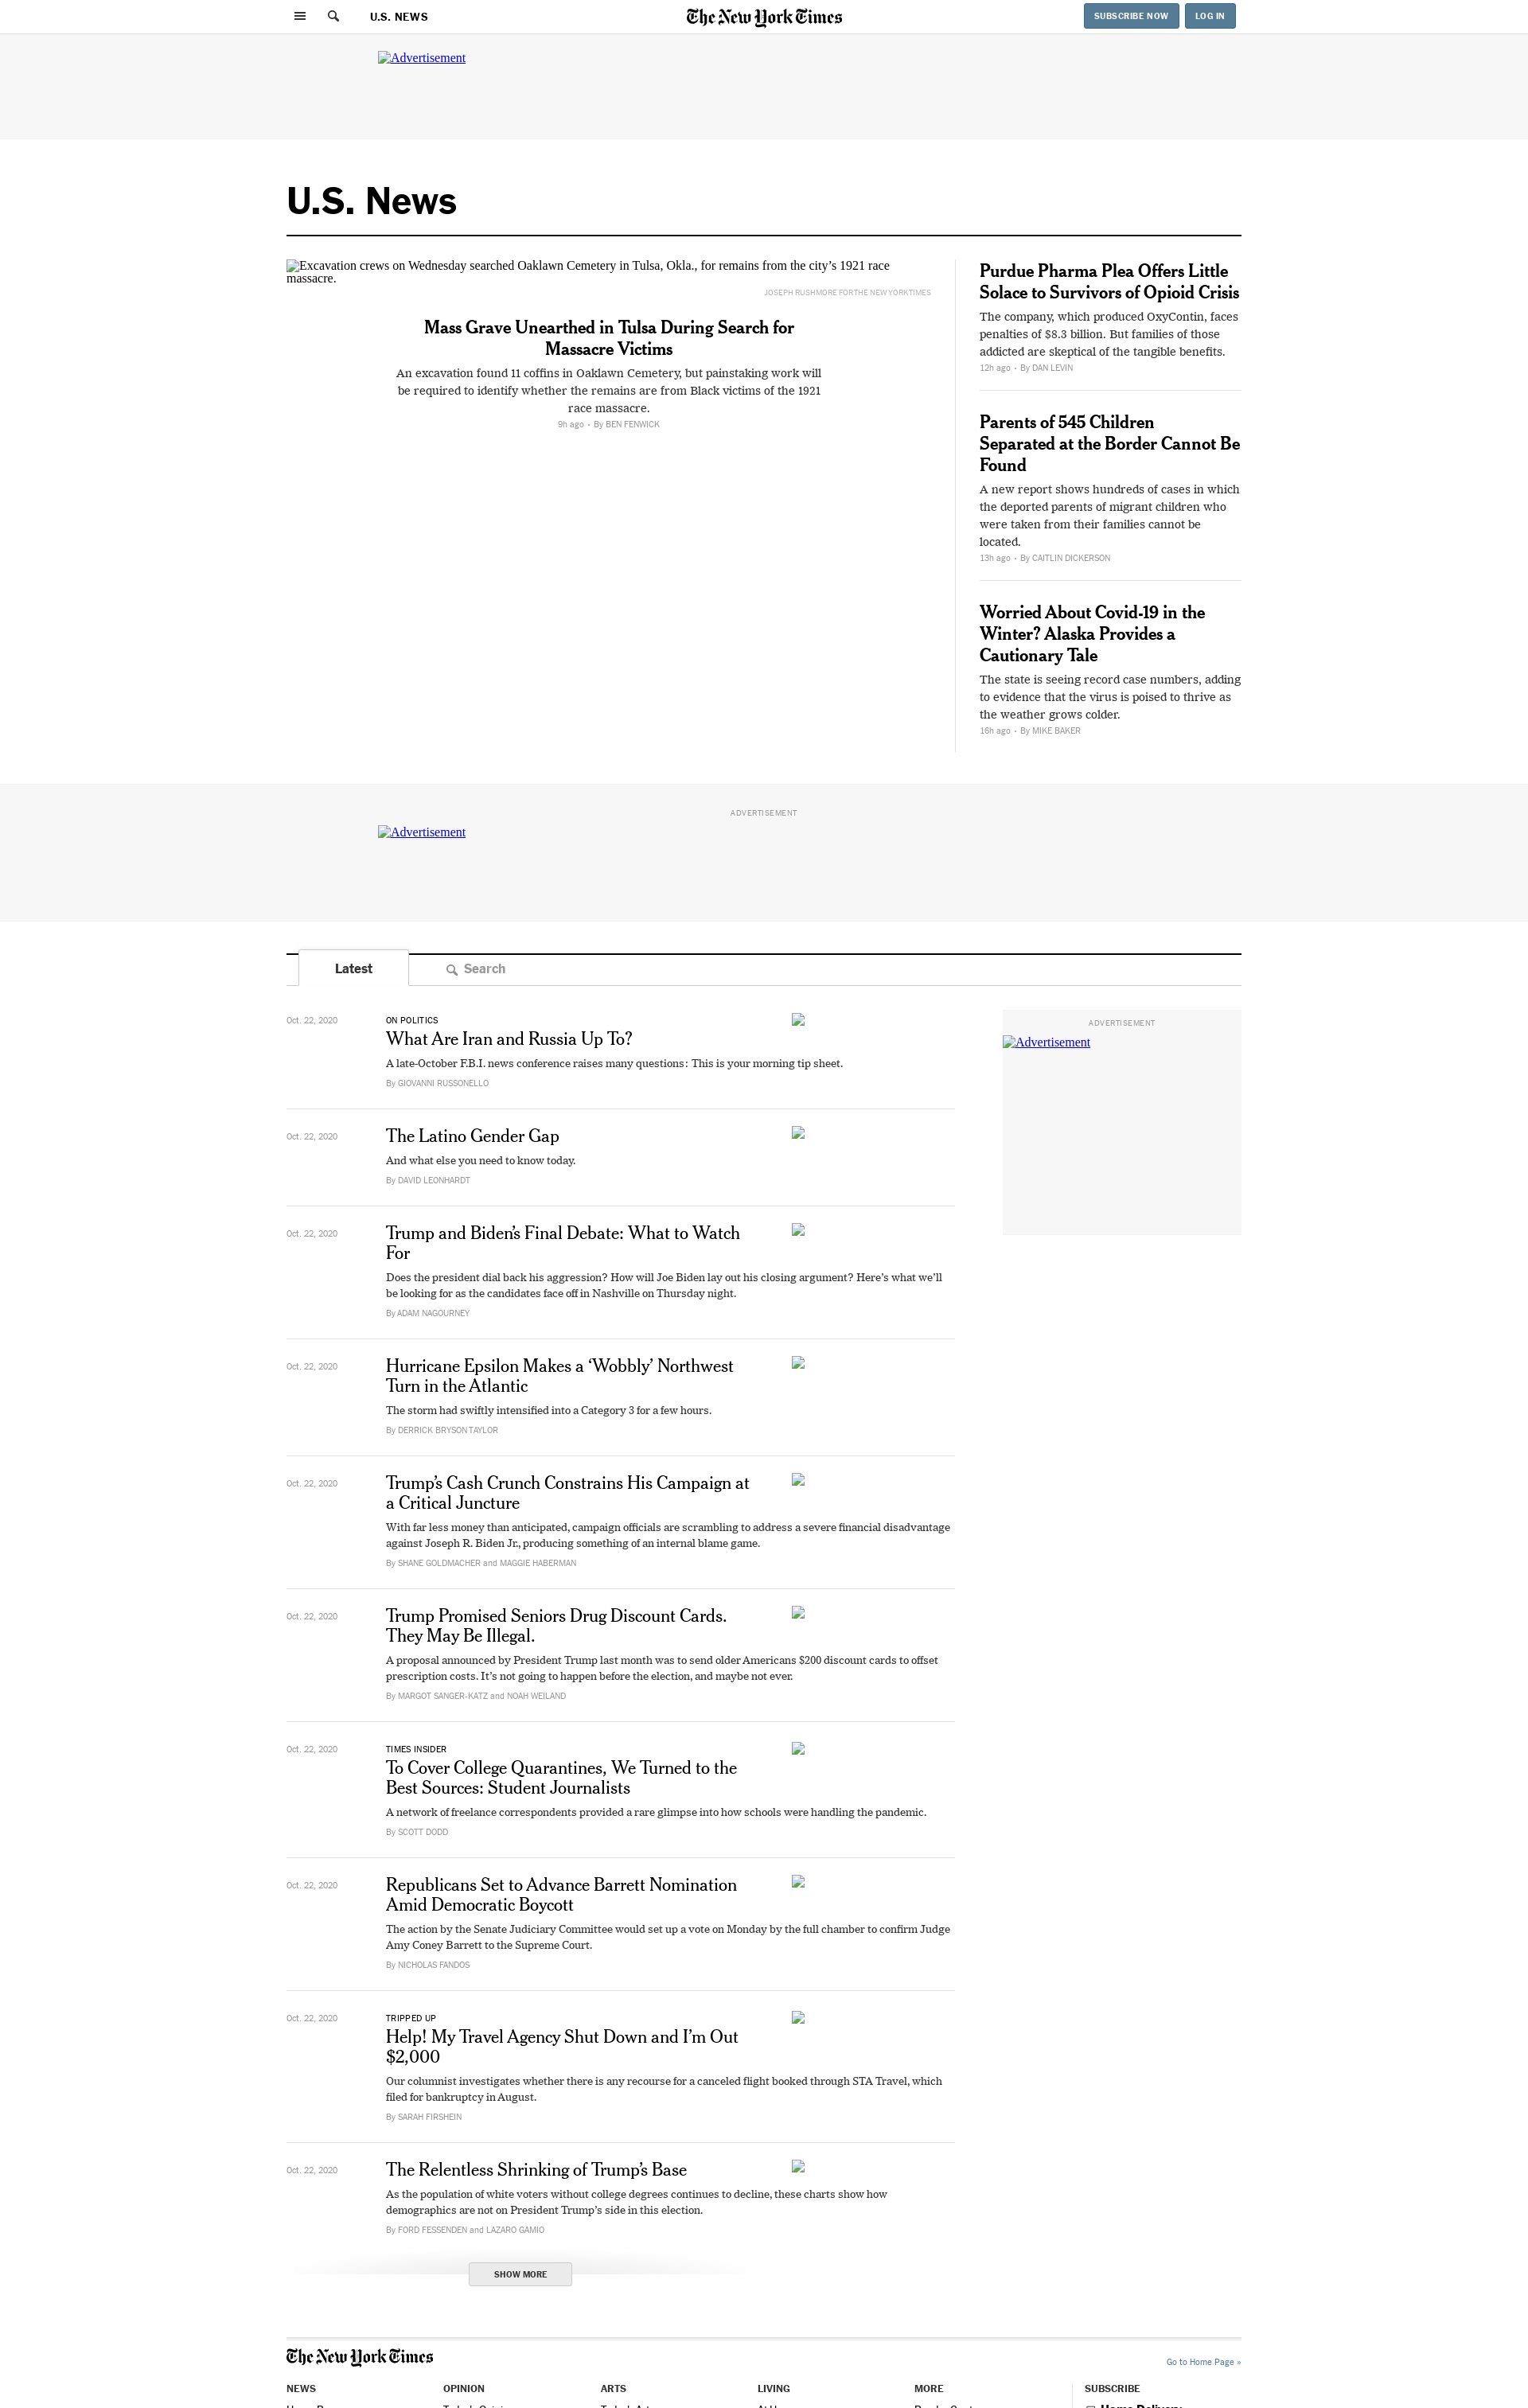 U.S. NEWS
The New York Times
SUBSCRIBE NOW
LOG IN
Advertisement
U.S. News
Excavation crews on Wednesday searched Oaklawn Cemetery in Tulsa, Okla., for remains from the city’s 1921 race
massacre.
JOSEPH RUSHMORE FOR THE NEW YORK TIMES
Mass Grave Unearthed in Tulsa During Search for
Massacre Victims
An excavation found 11 coffins in Oaklawn Cemetery, but painstaking work will
be required to identify whether the remains are from Black victims of the 1921
race massacre.
9h ago • By BEN FENWICK
Purdue Pharma Plea Offers Little
Solace to Survivors of Opioid Crisis
The company, which produced OxyContin, faces
penalties of $8.3 billion. But families of those
addicted are skeptical of the tangible benefits.
12h ago • By DAN LEVIN
Parents of 545 Children
Separated at the Border Cannot Be
Found
A new report shows hundreds of cases in which
the deported parents of migrant children who
were taken from their families cannot be
located.
13h ago • By CAITLIN DICKERSON
Worried About Covid-19 in the
Winter? Alaska Provides a
Cautionary Tale
The state is seeing record case numbers, adding
to evidence that the virus is poised to thrive as
the weather grows colder.
16h ago • By MIKE BAKER
ADVERTISEMENT
Advertisement
Latest
Search
Oct. 22, 2020
ON POLITICS
What Are Iran and Russia Up To?
A late-October F.B.I. news conference raises many questions: This is your morning tip sheet.
By GIOVANNI RUSSONELLO
ADVERTISEMENT
Advertisement
Oct. 22, 2020
The Latino Gender Gap
And what else you need to know today.
By DAVID LEONHARDT
Oct. 22, 2020
Trump and Biden’s Final Debate: What to Watch
For
Does the president dial back his aggression? How will Joe Biden lay out his closing argument? Here’s what we’ll
be looking for as the candidates face off in Nashville on Thursday night.
By ADAM NAGOURNEY
Oct. 22, 2020
Hurricane Epsilon Makes a ‘Wobbly’ Northwest
Turn in the Atlantic
The storm had swiftly intensified into a Category 3 for a few hours.
By DERRICK BRYSON TAYLOR
Oct. 22, 2020
Trump’s Cash Crunch Constrains His Campaign at
a Critical Juncture
With far less money than anticipated, campaign officials are scrambling to address a severe financial disadvantage
against Joseph R. Biden Jr., producing something of an internal blame game.
By SHANE GOLDMACHER and MAGGIE HABERMAN
Oct. 22, 2020
Trump Promised Seniors Drug Discount Cards.
They May Be Illegal.
A proposal announced by President Trump last month was to send older Americans $200 discount cards to offset
prescription costs. It’s not going to happen before the election, and maybe not ever.
By MARGOT SANGER-KATZ and NOAH WEILAND
Oct. 22, 2020
TIMES INSIDER
To Cover College Quarantines, We Turned to the
Best Sources: Student Journalists
A network of freelance correspondents provided a rare glimpse into how schools were handling the pandemic.
By SCOTT DODD
Oct. 22, 2020
Republicans Set to Advance Barrett Nomination
Amid Democratic Boycott
The action by the Senate Judiciary Committee would set up a vote on Monday by the full chamber to confirm Judge
Amy Coney Barrett to the Supreme Court.
By NICHOLAS FANDOS
Oct. 22, 2020
TRIPPED UP
Help! My Travel Agency Shut Down and I’m Out
$2,000
Our columnist investigates whether there is any recourse for a canceled flight booked through STA Travel, which
filed for bankruptcy in August.
By SARAH FIRSHEIN
Oct. 22, 2020
The Relentless Shrinking of Trump’s Base
As the population of white voters without college degrees continues to decline, these charts show how
demographics are not on President Trump’s side in this election.
By FORD FESSENDEN and LAZARO GAMIO
SHOW MORE
The New York Times
Go to Home Page »
NEWS
OPINION
ARTS
LIVING
MORE
SUBSCRIBE
Home Delivery